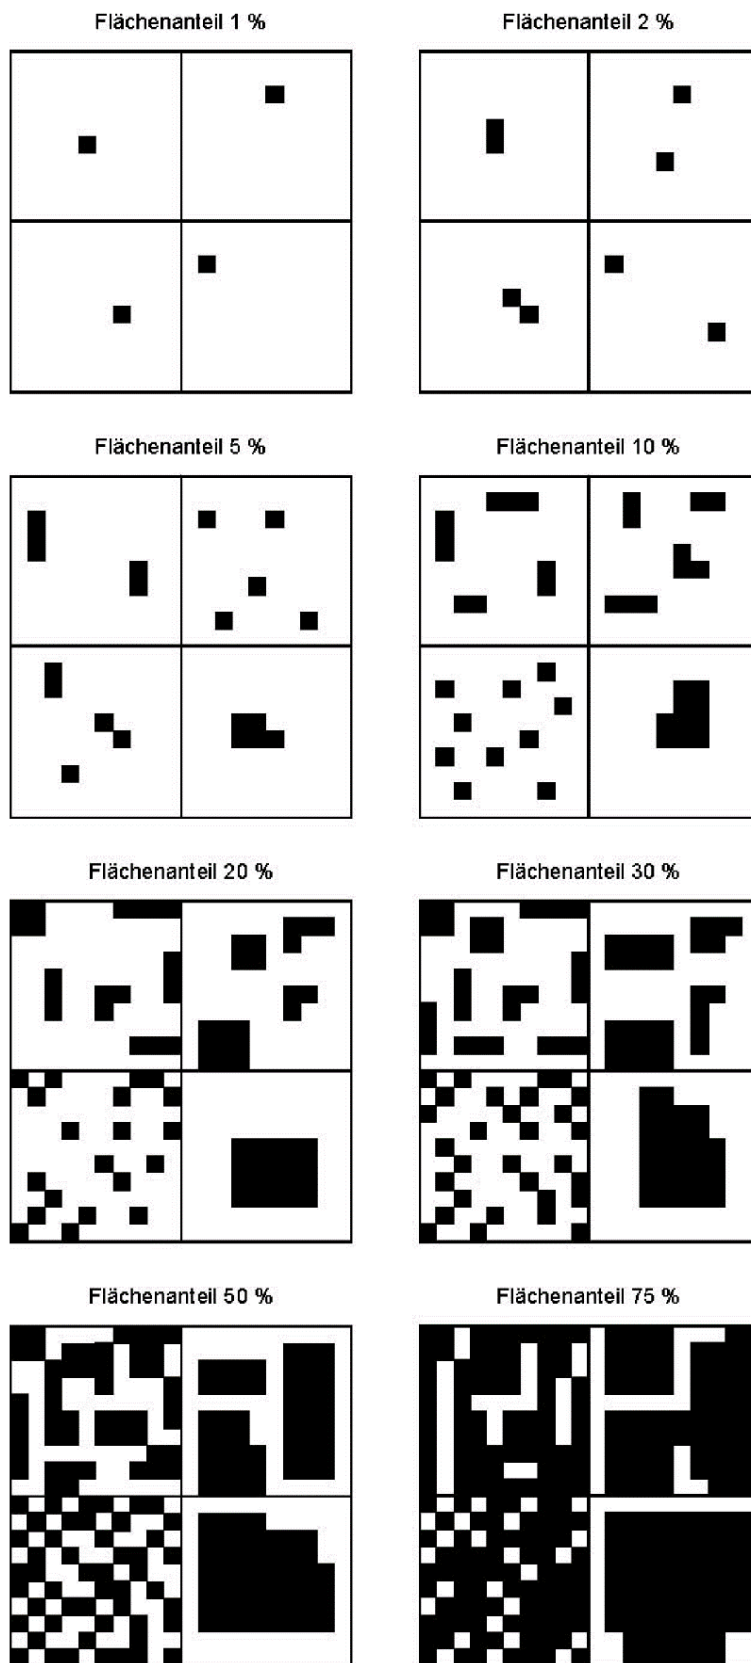 Flächenanteil 1 %
Flächenanteil 2 %
Flächenanteil 5 %
Flächenanteil 10 %
Flächenanteil 20 %
Flächenanteil 30 %
Flächenanteil 50 %
Flächenanteil 75 %